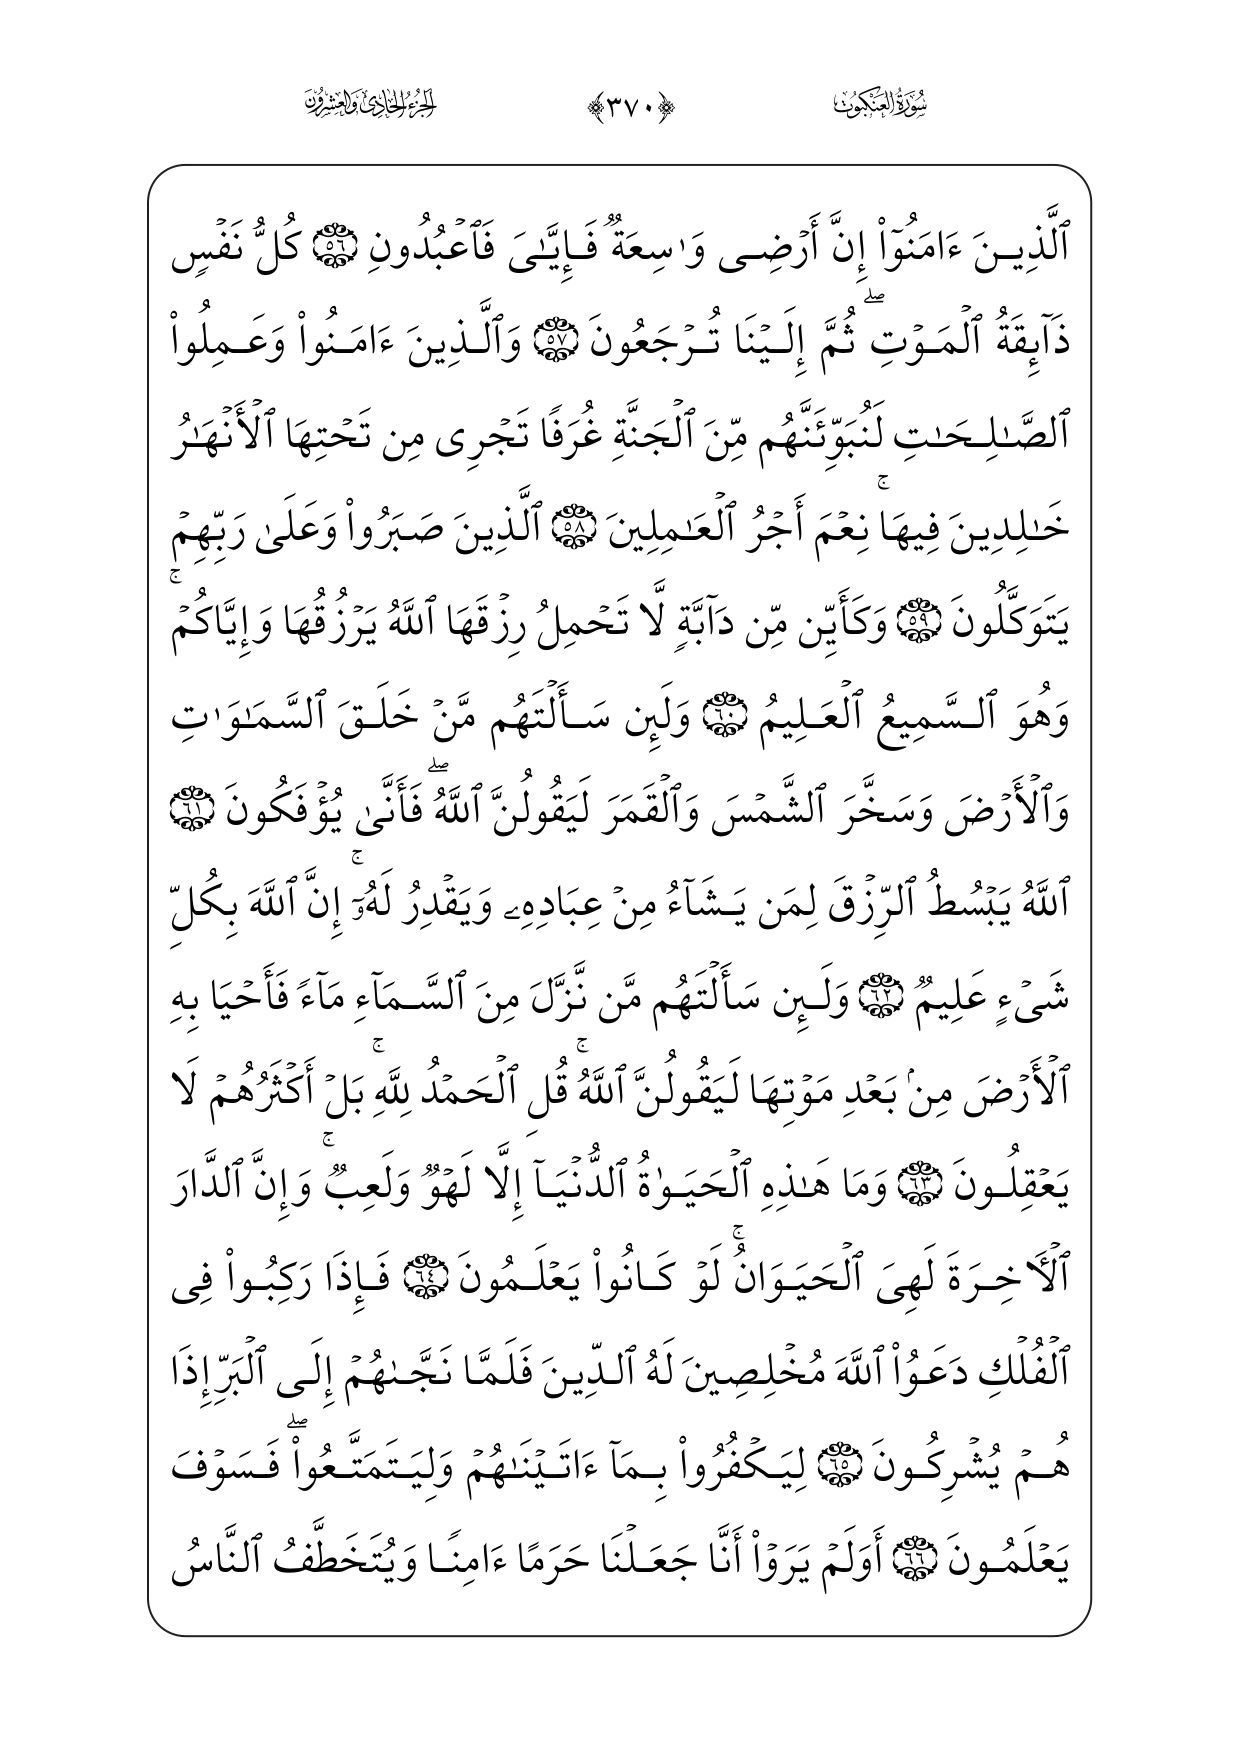 سُورَةُ العَنكَبُوت ﴿٣٧٠﴾ الجُزْءُ الحَادِي وَالعِشْرُون
ٱلَّذِينَ ءَامَنُوٓا۟ إِنَّ أَرْضِى وَٰسِعَةٌ فَإِيَّـٰىَ فَٱعْبُدُونِ ٥٦ كُلُّ نَفْسٍ
ذَآئِقَةُ ٱلْمَوْتِ ۖ ثُمَّ إِلَيْنَا تُرْجَعُونَ ٥٧ وَٱلَّذِينَ ءَامَنُوا۟ وَعَمِلُوا۟
ٱلصَّـٰلِحَـٰتِ لَنُبَوِّئَنَّهُم مِّنَ ٱلْجَنَّةِ غُرَفًا تَجْرِى مِن تَحْتِهَا ٱلْأَنْهَـٰرُ
خَـٰلِدِينَ فِيهَا ۚ نِعْمَ أَجْرُ ٱلْعَـٰمِلِينَ ٥٨ ٱلَّذِينَ صَبَرُوا۟ وَعَلَىٰ رَبِّهِمْ
يَتَوَكَّلُونَ ٥٩ وَكَأَيِّن مِّن دَآبَّةٍ لَّا تَحْمِلُ رِزْقَهَا ٱللَّهُ يَرْزُقُهَا وَإِيَّاكُمْ ۚ
وَهُوَ ٱلسَّمِيعُ ٱلْعَلِيمُ ٦٠ وَلَئِن سَأَلْتَهُم مَّنْ خَلَقَ ٱلسَّمَـٰوَٰتِ
وَٱلْأَرْضَ وَسَخَّرَ ٱلشَّمْسَ وَٱلْقَمَرَ لَيَقُولُنَّ ٱللَّهُ ۖ فَأَنَّىٰ يُؤْفَكُونَ ٦١
ٱللَّهُ يَبْسُطُ ٱلرِّزْقَ لِمَن يَشَآءُ مِنْ عِبَادِهِۦ وَيَقْدِرُ لَهُۥٓ ۚ إِنَّ ٱللَّهَ بِكُلِّ
شَىْءٍ عَلِيمٌ ٦٢ وَلَئِن سَأَلْتَهُم مَّن نَّزَّلَ مِنَ ٱلسَّمَآءِ مَآءً فَأَحْيَا بِهِ
ٱلْأَرْضَ مِنۢ بَعْدِ مَوْتِهَا لَيَقُولُنَّ ٱللَّهُ ۚ قُلِ ٱلْحَمْدُ لِلَّهِ ۚ بَلْ أَكْثَرُهُمْ لَا
يَعْقِلُونَ ٦٣ وَمَا هَـٰذِهِ ٱلْحَيَوٰةُ ٱلدُّنْيَآ إِلَّا لَهْوٌ وَلَعِبٌ ۚ وَإِنَّ ٱلدَّارَ
ٱلْـَٔاخِرَةَ لَهِىَ ٱلْحَيَوَانُ ۚ لَوْ كَانُوا۟ يَعْلَمُونَ ٦٤ فَإِذَا رَكِبُوا۟ فِى
ٱلْفُلْكِ دَعَوُا۟ ٱللَّهَ مُخْلِصِينَ لَهُ ٱلدِّينَ فَلَمَّا نَجَّىٰهُمْ إِلَى ٱلْبَرِّ إِذَا
هُمْ يُشْرِكُونَ ٦٥ لِيَكْفُرُوا۟ بِمَآ ءَاتَيْنَـٰهُمْ وَلِيَتَمَتَّعُوا۟ ۖ فَسَوْفَ
يَعْلَمُونَ ٦٦ أَوَلَمْ يَرَوْا۟ أَنَّا جَعَلْنَا حَرَمًا ءَامِنًا وَيُتَخَطَّفُ ٱلنَّاسُ